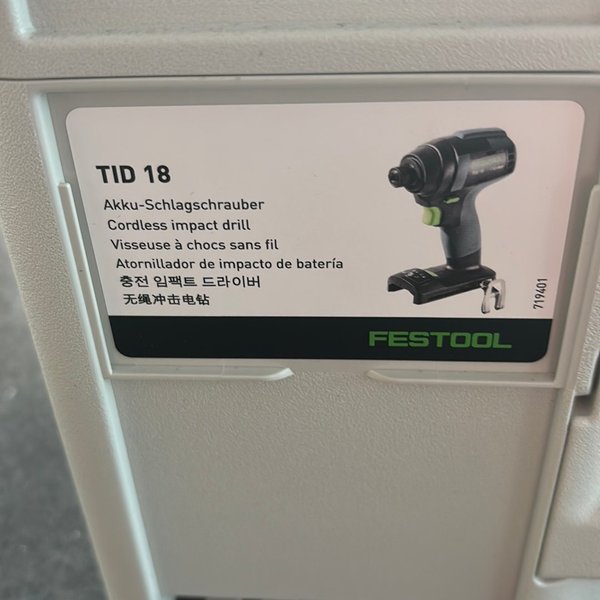 TID 18
Akku-Schlagschrauber
Cordless impact drill
Visseuse à chocs sans fil
Atornillador de impacto de batería
충전 임팩트 드라이버
无绳冲击电钻
719401
FESTOOL